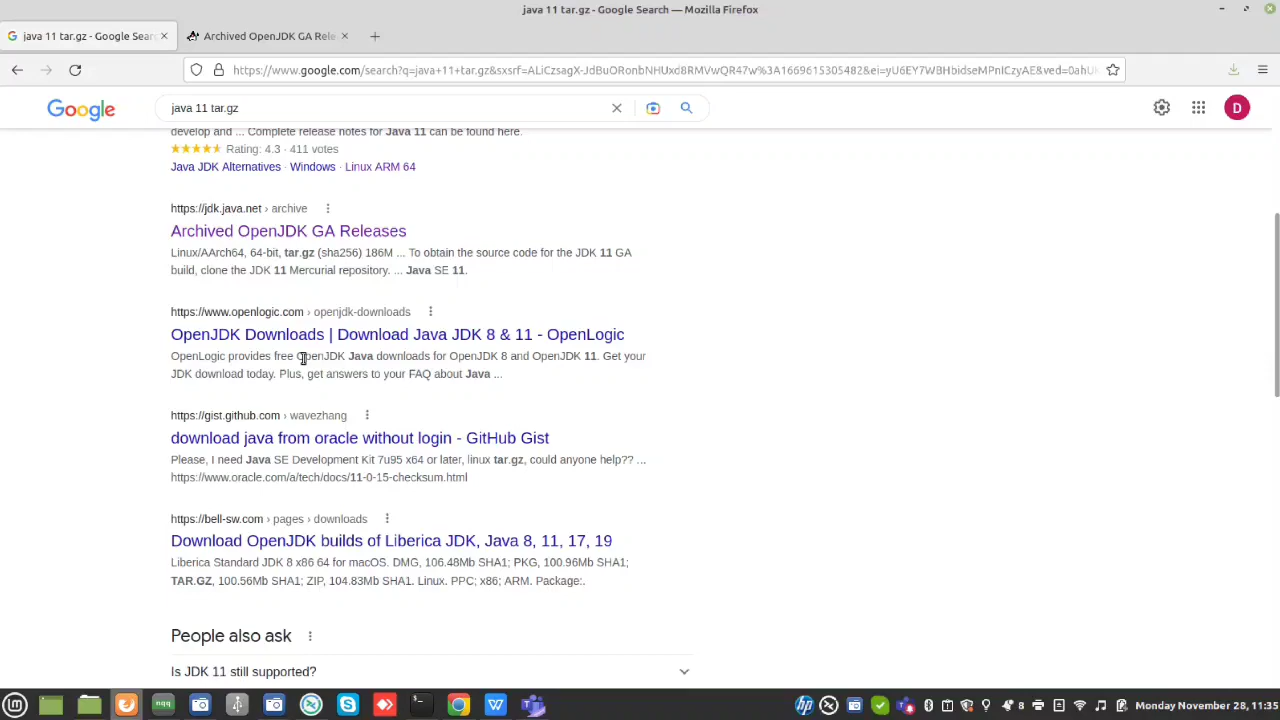 java 11 tar.gz - Google Search — Mozilla Firefox
java 11 tar.gz - Google Sear
Archived OpenJDK GA Rele
https://www.google.com/search?q=java+11+tar.gz&sxsrf=ALiCzsagX-JdBuORonbNHUxd8RMVwQR47w%3A1669615305482&ei=yU6EY7WBHbidseMPnICzyAE&ved=0ahUk
Google
java 11 tar.gz
D
develop and ... Complete release notes for Java 11 can be found here.
Rating: 4.3 · 411 votes
Java JDK Alternatives · Windows · Linux ARM 64
https://jdk.java.net › archive
Archived OpenJDK GA Releases
Linux/AArch64, 64-bit, tar.gz (sha256) 186M ... To obtain the source code for the JDK 11 GA
build, clone the JDK 11 Mercurial repository. ... Java SE 11.
https://www.openlogic.com › openjdk-downloads
OpenJDK Downloads | Download Java JDK 8 & 11 - OpenLogic
OpenLogic provides free OpenJDK Java downloads for OpenJDK 8 and OpenJDK 11. Get your
JDK download today. Plus, get answers to your FAQ about Java ...
https://gist.github.com › wavezhang
download java from oracle without login - GitHub Gist
Please, I need Java SE Development Kit 7u95 x64 or later, linux tar.gz, could anyone help?? ...
https://www.oracle.com/a/tech/docs/11-0-15-checksum.html
https://bell-sw.com › pages › downloads
Download OpenJDK builds of Liberica JDK, Java 8, 11, 17, 19
Liberica Standard JDK 8 x86 64 for macOS. DMG, 106.48Mb SHA1; PKG, 100.96Mb SHA1;
TAR.GZ, 100.56Mb SHA1; ZIP, 104.83Mb SHA1. Linux. PPC; x86; ARM. Package:.
People also ask
Is JDK 11 still supported?
nqq
8
Monday November 28, 11:35